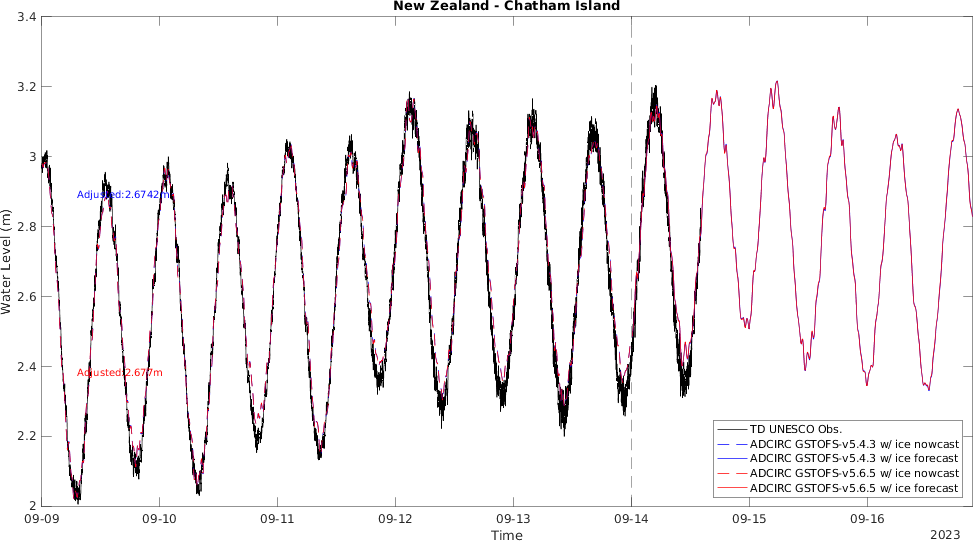 New Zealand - Chatham Island
Water Level (m)
3.4
3.2
3
2.8
2.6
2.4
2.2
2
Adjusted:2.6742m
Adjusted:2.677m
TD UNESCO Obs.
ADCIRC GSTOFS-v5.4.3 w/ ice nowcast
ADCIRC GSTOFS-v5.4.3 w/ ice forecast
ADCIRC GSTOFS-v5.6.5 w/ ice nowcast
ADCIRC GSTOFS-v5.6.5 w/ ice forecast
09-09 09-10 09-11 09-12 09-13 09-14 09-15 09-16
Time
2023